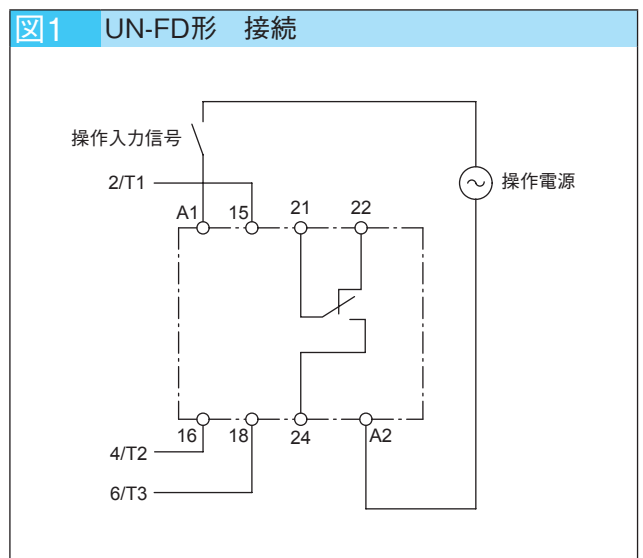 図1 UN-FD形 接続
操作入力信号
2/T1
操作電源
A1 15 21 22
16 18 24 A2
4/T2
6/T3